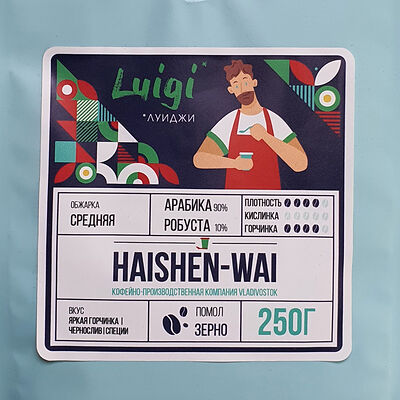 Luigi*
*ЛУИДЖИ
ОБЖАРКА
СРЕДНЯЯ
АРАБИКА 90%
РОБУСТА 10%
ПЛОТНОСТЬ
КИСЛИНКА
ГОРЧИНКА
HAISHEN-WAI
КОФЕЙНО-ПРОИЗВОДСТВЕННАЯ КОМПАНИЯ VLADIVOSTOK
ВКУС
ЯРКАЯ ГОРЧИНКА |
ЧЕРНОСЛИВ | СПЕЦИИ
ПОМОЛ
ЗЕРНО
250Г